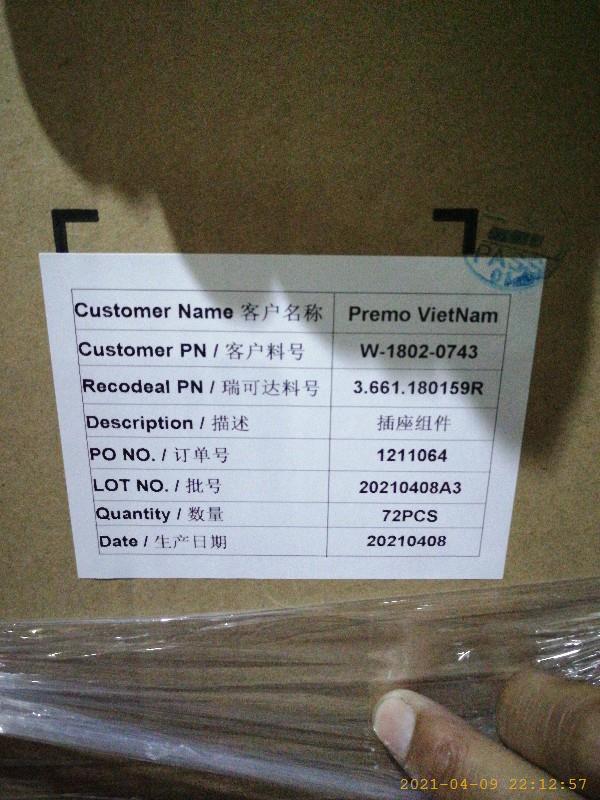 PASS
Customer Name 客户名称 Premo VietNam
Customer PN / 客户料号 W-1802-0743
Recodeal PN / 瑞可达料号 3.661.180159R
Description / 描述 插座组件
PO NO. / 订单号 1211064
LOT NO. / 批号 20210408A3
Quantity / 数量 72PCS
Date / 生产日期 20210408
2021-04-09 22:12:57